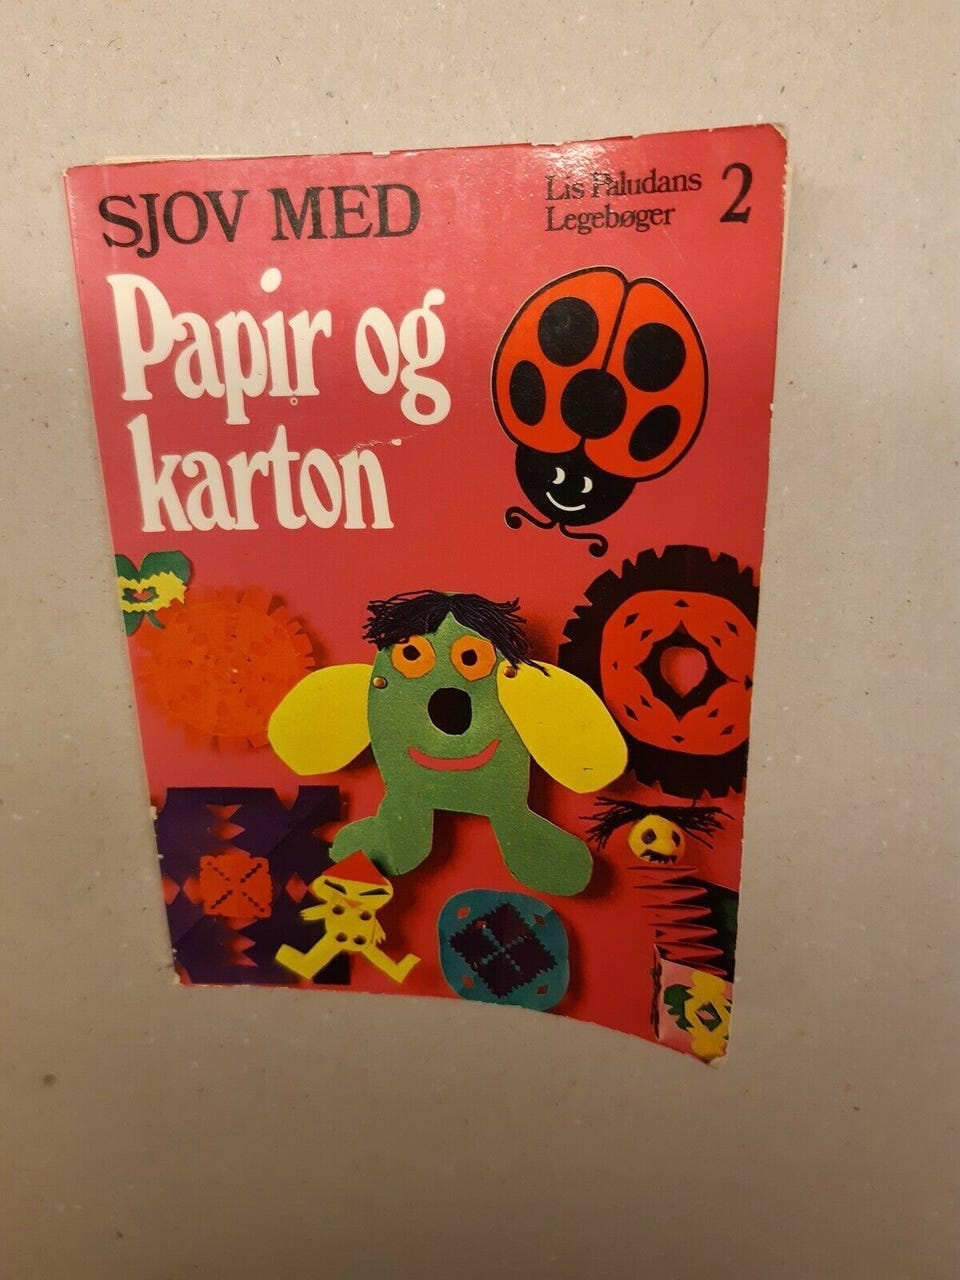 SJOV MED
Papir og
karton
Lis Paludans
Legebøger
2